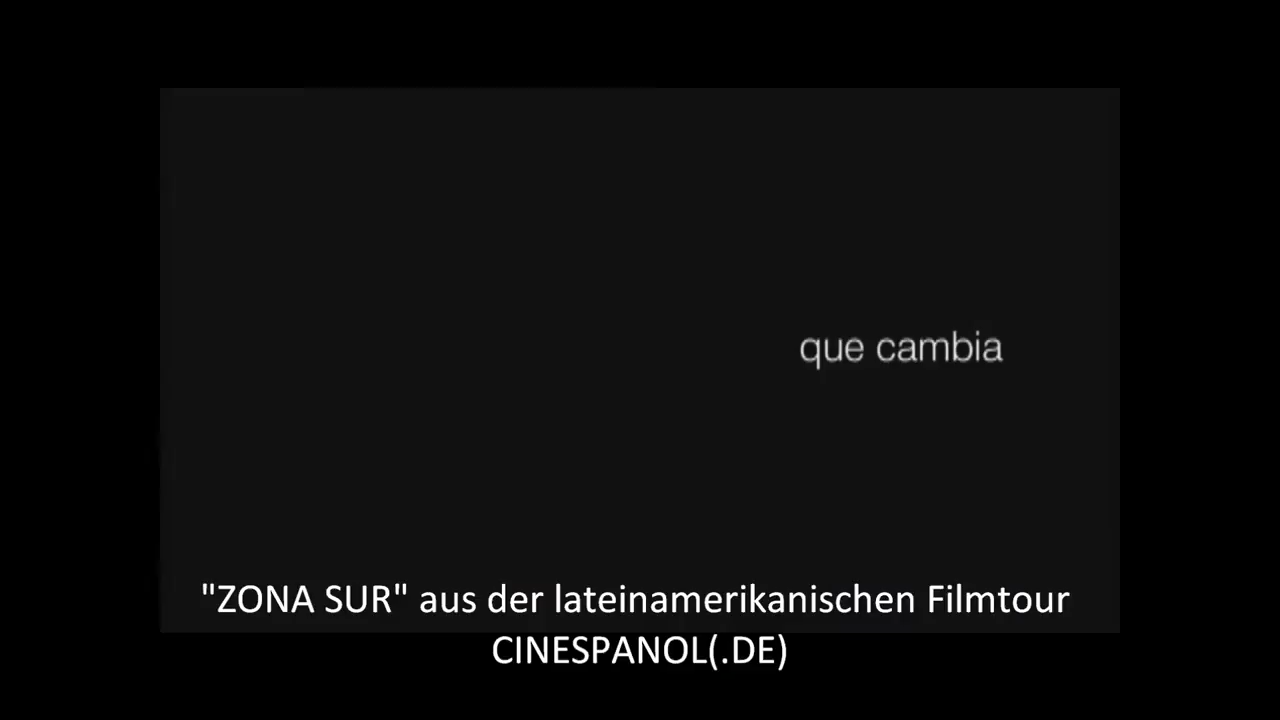 que cambia
"ZONA SUR" aus der lateinamerikanischen Filmtour
CINESPANOL(.DE)